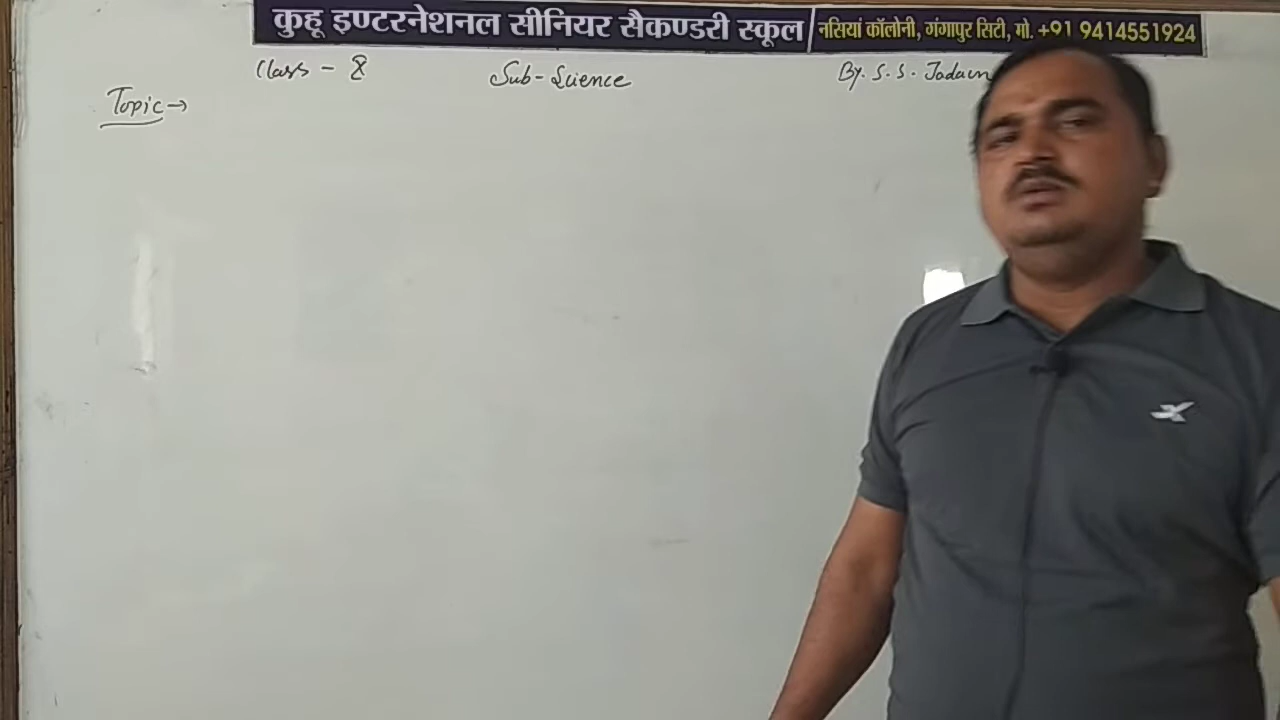 कुहू इण्टरनेशनल सीनियर सैकण्डरी स्कूल नसियां कॉलोनी, गंगापुर सिटी, मो. +91 9414551924
Class - 8 Sub-Science By. S. S. Jadaun
Topic→